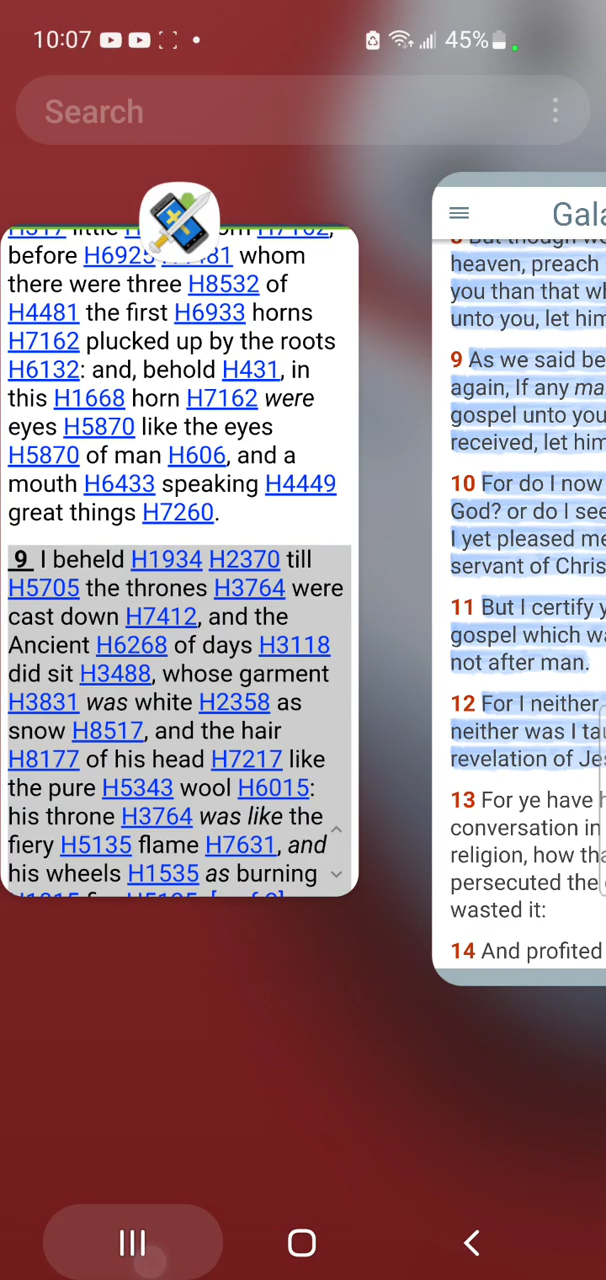 10:07
45%
Search
before H6925 481 whom
there were three H8532 of
H4481 the first H6933 horns
H7162 plucked up by the roots
H6132: and, behold H431, in
this H1668 horn H7162 were
eyes H5870 like the eyes
H5870 of man H606, and a
mouth H6433 speaking H4449
great things H7260.
9 I beheld H1934 H2370 till
H5705 the thrones H3764 were
cast down H7412, and the
Ancient H6268 of days H3118
did sit H3488, whose garment
H3831 was white H2358 as
snow H8517, and the hair
H8177 of his head H7217 like
the pure H5343 wool H6015:
his throne H3764 was like the
fiery H5135 flame H7631, and
his wheels H1535 as burning
Gala
heaven, preach
you than that wh
unto you, let him
9 As we said be
again, If any ma
gospel unto you
received, let him
10 For do I now
God? or do I see
I yet pleased me
servant of Chris
11 But I certify y
gospel which wa
not after man.
12 For I neither
neither was I tau
revelation of Jes
13 For ye have h
conversation in
religion, how tha
persecuted the
wasted it:
14 And profited